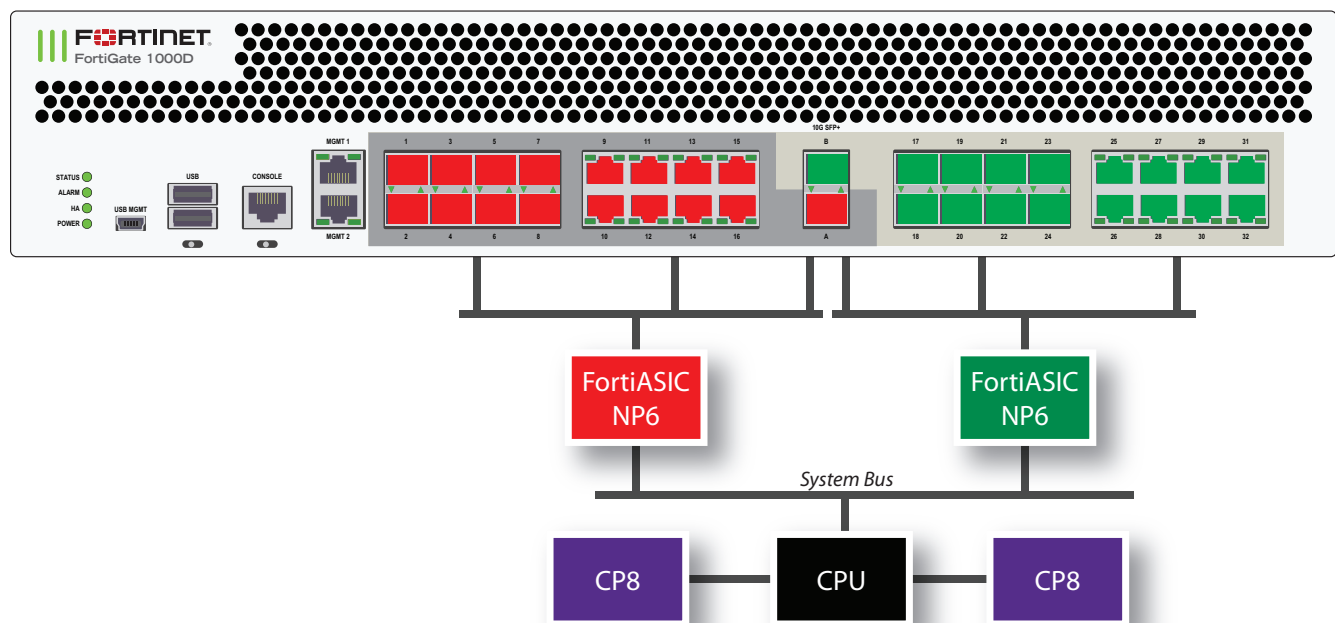 FORTINET
FortiGate 1000D
10G SFP+
MGMT 1
1 3 5 7
9 11 13 15
B
17 19 21 23
25 27 29 31
STATUS
ALARM
HA
POWER
USB MGMT
USB
CONSOLE
MGMT 2
2 4 6 8
10 12 14 16
A
18 20 22 24
26 28 30 32
FortiASIC
NP6
FortiASIC
NP6
System Bus
CP8
CPU
CP8